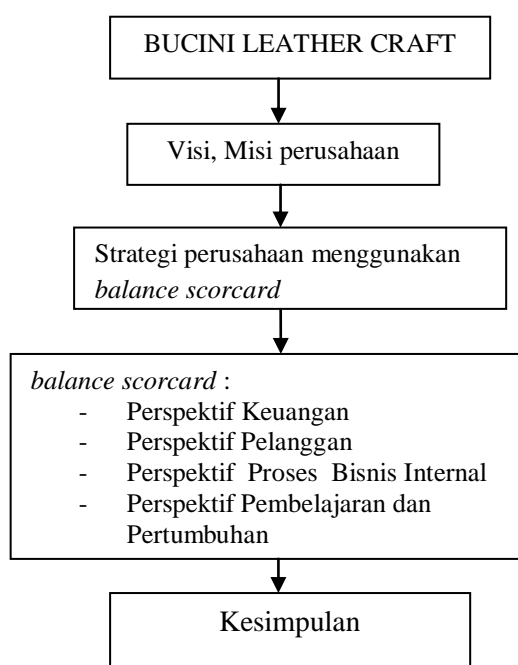 BUCINI LEATHER CRAFT
Visi, Misi perusahaan
Strategi perusahaan menggunakan
balance scorcard
balance scorcard :
- Perspektif Keuangan
- Perspektif Pelanggan
- Perspektif Proses Bisnis Internal
- Perspektif Pembelajaran dan
Pertumbuhan
Kesimpulan